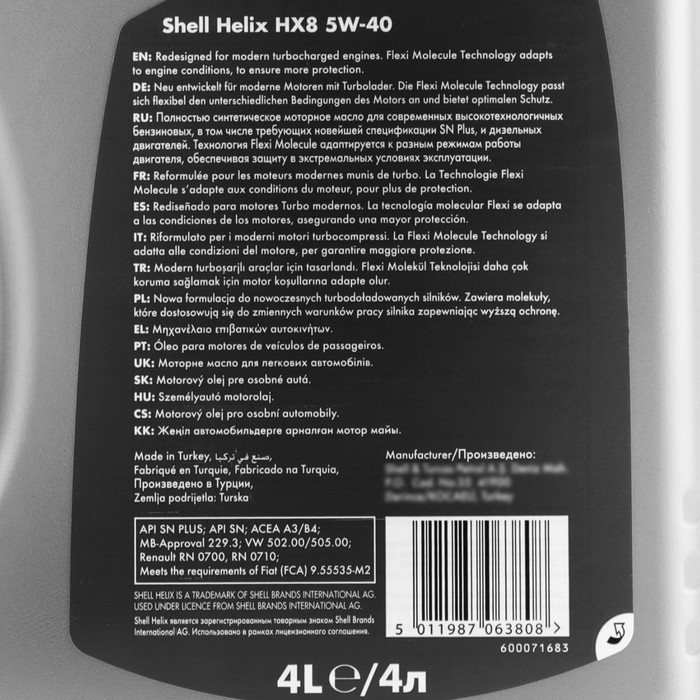 Shell Helix HX8 5W-40
EN: Redesigned for modern turbocharged engines. Flexi Molecule Technology adapts
to engine conditions, to ensure more protection.
DE: Neu entwickelt für moderne Motoren mit Turbolader. Die Flexi Molecule Technology passt
sich flexibel den unterschiedlichen Bedingungen des Motors an und bietet optimalen Schutz.
RU: Полностью синтетическое моторное масло для современных высокотехнологичных
бензиновых, в том числе требующих новейшей спецификации SN Plus, и дизельных
двигателей. Технология Flexi Molecule адаптируется к разным режимам работы
двигателя, обеспечивая защиту в экстремальных условиях эксплуатации.
FR: Reformulée pour les moteurs modernes munis de turbo. La Technologie Flexi
Molecule s'adapte aux conditions du moteur, pour plus de protection.
ES: Rediseñado para motores Turbo modernos. La tecnología molecular Flexi se adapta
a las condiciones de los motores, asegurando una mayor protección.
IT: Riformulato per i moderni motori turbocompressi. La Flexi Molecule Technology si
adatta alle condizioni del motore, per garantire maggiore protezione.
TR: Modern turboşarjlı araçlar için tasarlandı. Flexi Molekül Teknolojisi daha çok
koruma sağlamak için motor koşullarına adapte olur.
PL: Nowa formulacja do nowoczesnych turbodoładowanych silników. Zawiera molekuły,
które dostosowują się do zmiennych warunków pracy silnika zapewniając wyższą ochronę.
EL: Μηχανέλαιο επιβατικών αυτοκινήτων.
PT: Óleo para motores de veículos de passageiros.
UK: Моторне масло для легкових автомобілів.
SK: Motorový olej pre osobné autá.
HU: Személyautó motorolaj.
CS: Motorový olej pro osobní automobily.
KK: Жеңіл автомобильдерге арналған мотор майы.
Made in Turkey, صنع في تركيا,
Fabriqué en Turquie, Fabricado na Turquia,
Произведено в Турции,
Zemlja podrijetla: Turska
Manufacturer/Произведено:
API SN PLUS; API SN; ACEA A3/B4;
MB-Approval 229.3; VW 502.00/505.00;
Renault RN 0700, RN 0710;
Meets the requirements of Fiat (FCA) 9.55535-M2
SHELL HELIX IS A TRADEMARK OF SHELL BRANDS INTERNATIONAL AG.
USED UNDER LICENCE FROM SHELL BRANDS INTERNATIONAL AG.
Shell Helix является зарегистрированным товарным знаком Shell Brands
International AG. Использовано в рамках лицензионного соглашения.
5 011987 063808 >
600071683
4L ℮/4л